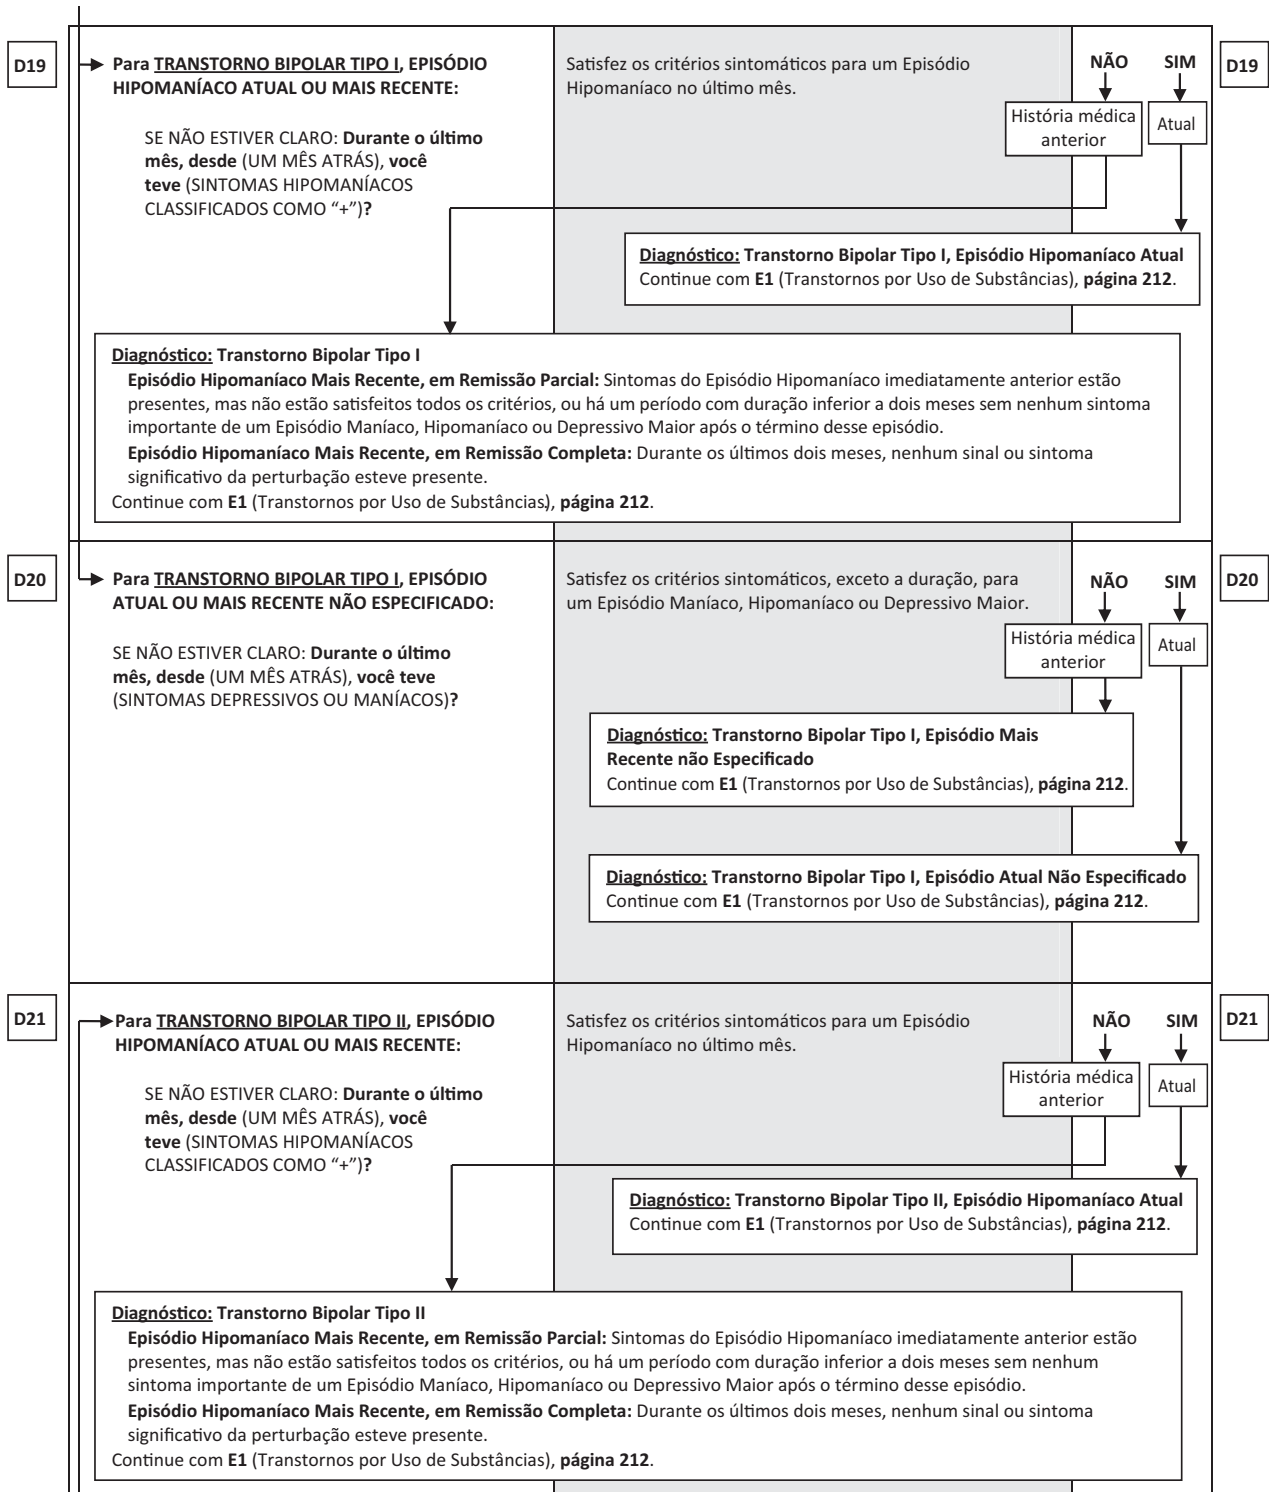 D19
Para TRANSTORNO BIPOLAR TIPO I, EPISÓDIO
HIPOMANÍACO ATUAL OU MAIS RECENTE:
SE NÃO ESTIVER CLARO: Durante o último
mês, desde (UM MÊS ATRÁS), você
teve (SINTOMAS HIPOMANÍACOS
CLASSIFICADOS COMO “+”)?
Satisfez os critérios sintomáticos para um Episódio
Hipomaníaco no último mês.
NÃO SIM
D19
História médica
anterior
Atual
Diagnóstico: Transtorno Bipolar Tipo I, Episódio Hipomaníaco Atual
Continue com E1 (Transtornos por Uso de Substâncias), página 212.
Diagnóstico: Transtorno Bipolar Tipo I
Episódio Hipomaníaco Mais Recente, em Remissão Parcial: Sintomas do Episódio Hipomaníaco imediatamente anterior estão
presentes, mas não estão satisfeitos todos os critérios, ou há um período com duração inferior a dois meses sem nenhum sintoma
importante de um Episódio Maníaco, Hipomaníaco ou Depressivo Maior após o término desse episódio.
Episódio Hipomaníaco Mais Recente, em Remissão Completa: Durante os últimos dois meses, nenhum sinal ou sintoma
significativo da perturbação esteve presente.
Continue com E1 (Transtornos por Uso de Substâncias), página 212.
D20
Para TRANSTORNO BIPOLAR TIPO I, EPISÓDIO
ATUAL OU MAIS RECENTE NÃO ESPECIFICADO:
SE NÃO ESTIVER CLARO: Durante o último
mês, desde (UM MÊS ATRÁS), você teve
(SINTOMAS DEPRESSIVOS OU MANÍACOS)?
Satisfez os critérios sintomáticos, exceto a duração, para
um Episódio Maníaco, Hipomaníaco ou Depressivo Maior.
NÃO SIM
D20
História médica
anterior
Atual
Diagnóstico: Transtorno Bipolar Tipo I, Episódio Mais
Recente não Especificado
Continue com E1 (Transtornos por Uso de Substâncias), página 212.
Diagnóstico: Transtorno Bipolar Tipo I, Episódio Atual Não Especificado
Continue com E1 (Transtornos por Uso de Substâncias), página 212.
D21
Para TRANSTORNO BIPOLAR TIPO II, EPISÓDIO
HIPOMANÍACO ATUAL OU MAIS RECENTE:
SE NÃO ESTIVER CLARO: Durante o último
mês, desde (UM MÊS ATRÁS), você
teve (SINTOMAS HIPOMANÍACOS
CLASSIFICADOS COMO “+”)?
Satisfez os critérios sintomáticos para um Episódio
Hipomaníaco no último mês.
NÃO SIM
D21
História médica
anterior
Atual
Diagnóstico: Transtorno Bipolar Tipo II, Episódio Hipomaníaco Atual
Continue com E1 (Transtornos por Uso de Substâncias), página 212.
Diagnóstico: Transtorno Bipolar Tipo II
Episódio Hipomaníaco Mais Recente, em Remissão Parcial: Sintomas do Episódio Hipomaníaco imediatamente anterior estão
presentes, mas não estão satisfeitos todos os critérios, ou há um período com duração inferior a dois meses sem nenhum
sintoma importante de um Episódio Maníaco, Hipomaníaco ou Depressivo Maior após o término desse episódio.
Episódio Hipomaníaco Mais Recente, em Remissão Completa: Durante os últimos dois meses, nenhum sinal ou sintoma
significativo da perturbação esteve presente.
Continue com E1 (Transtornos por Uso de Substâncias), página 212.